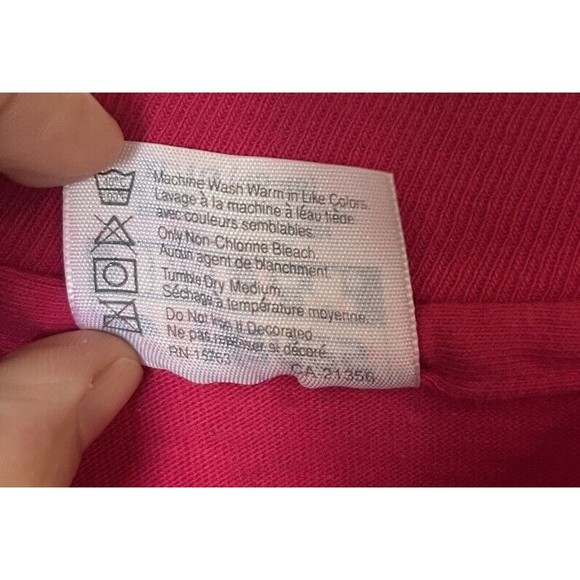 Machine Wash Warm in Like Colors.
Lavage à la machine à léau tiède
avec couleurs semblables.
Only Non-Chlorine Bleach.
Aucun agent de blanchment.
Tumble Dry Medium.
Séchage à température moyenne.
Do Not Iron If Decorated.
Ne pas repasser si décoré.
RN 15763 CA 21356